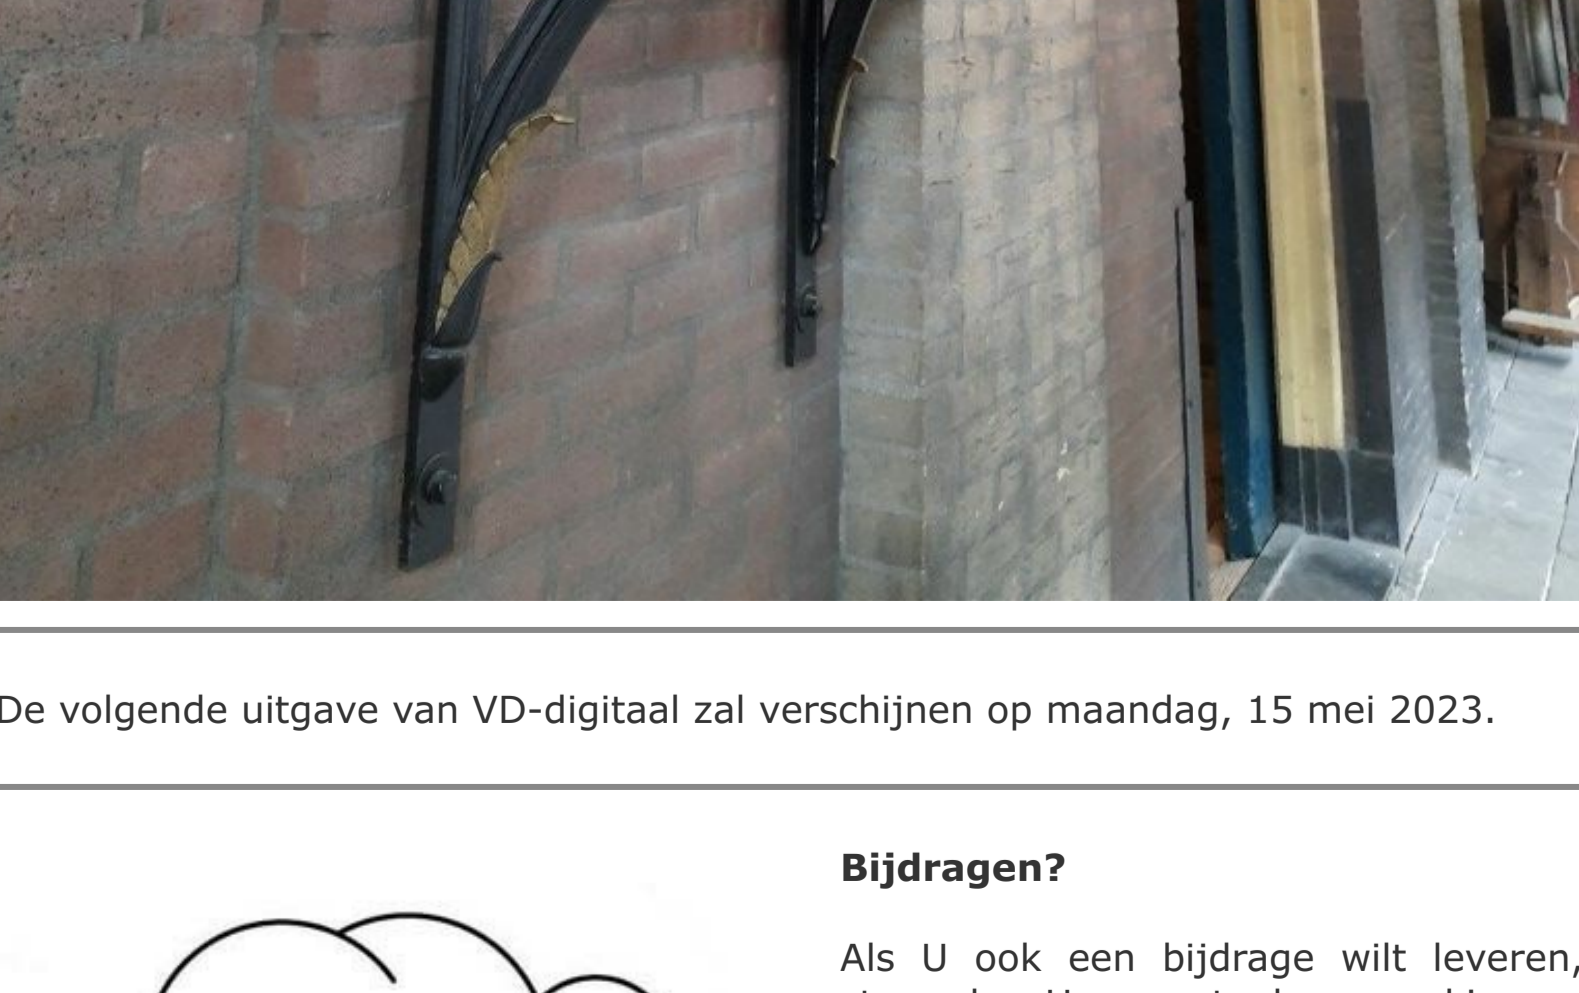 De volgende uitgave van VD-digitaal zal verschijnen op maandag, 15 mei 2023.
Bijdragen?
Als U ook een bijdrage wilt leveren,